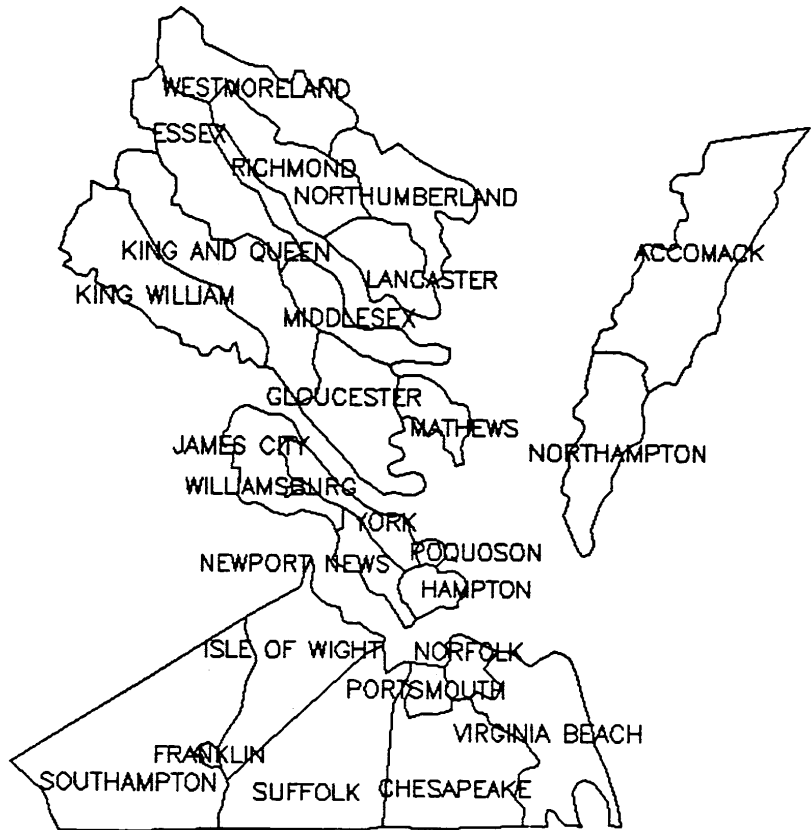 WESTMORELAND
ESSEX
RICHMOND
NORTHUMBERLAND
KING AND QUEEN
ACCOMACK
LANCASTER
KING WILLIAM
MIDDLESEX
GLOUCESTER
MATHEWS
JAMES CITY
NORTHAMPTON
WILLIAMSBURG
YORK
POQUOSON
NEWPORT NEWS
HAMPTON
ISLE OF WIGHT
NORFOLK
PORTSMOUTH
VIRGINIA BEACH
FRANKLIN
SOUTHAMPTON
SUFFOLK
CHESAPEAKE